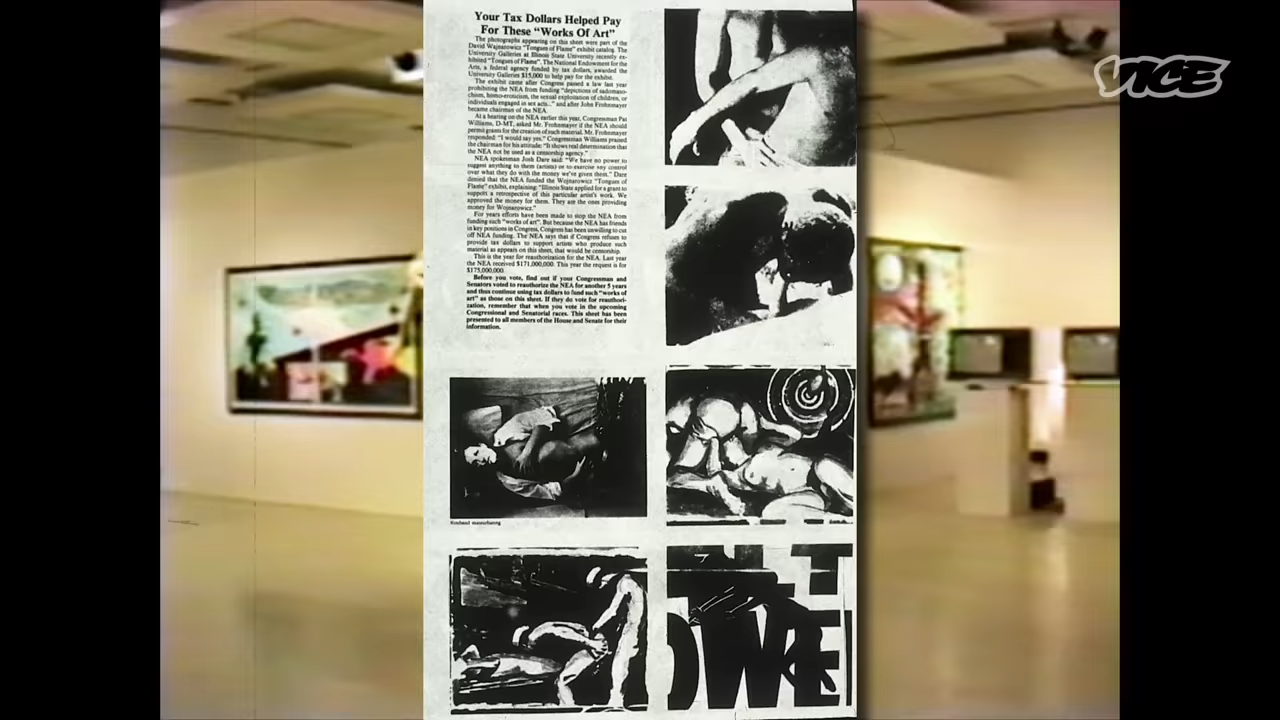 Your Tax Dollars Helped Pay
For These "Works Of Art"
The photographs appearing on this sheet were part of the
David Wojnarowicz "Tongues of Flame" exhibit catalog. The
University Galleries at Illinois State University recently ex-
hibited "Tongues of Flame". The National Endowment for the
Arts, a federal agency funded by tax dollars, awarded the
University Galleries $15,000 to help pay for the exhibit.
The exhibit came after Congress passed a law last year
prohibiting the NEA from funding "depictions of sadomaso-
chism, homo-eroticism, the sexual exploitation of children, or
individuals engaged in sex acts..." and after John Frohnmayer
became chairman of the NEA.
At a hearing on the NEA earlier this year, Congressman Pat
Williams, D-MT, asked Mr. Frohnmayer if the NEA should
permit grants for the creation of such material. Mr. Frohnmayer
responded: "I would say yes." Congressman Williams praised
the chairman for his attitude: "It shows real determination that
the NEA not be used as a censorship agency."
NEA spokesman Josh Dare said: "We have no power to
suggest anything to them (artists) or to exercise any control
over what they do with the money we've given them." Dare
denied that the NEA funded the Wojnarowicz "Tongues of
Flame" exhibit, explaining: "Illinois State applied for a grant to
support a retrospective of this particular artist's work. We
approved the money for them. They are the ones providing
money for Wojnarowicz."
For years efforts have been made to stop the NEA from
funding such "works of art". But because the NEA has friends
in key positions in Congress, Congress has been unwilling to cut
off NEA funding. The NEA says that if Congress refuses to
provide tax dollars to support artists who produce such
material as appears on this sheet, that would be censorship.
This is the year for reauthorization for the NEA. Last year
the NEA received $171,000,000. This year the request is for
$175,000,000.
Before you vote, find out if your Congressman and
Senators voted to reauthorize the NEA for another 5 years
and thus continue using tax dollars to fund such "works of
art" as those on this sheet. If they do vote for reauthori-
zation, remember that when you vote in the upcoming
Congressional and Senatorial races. This sheet has been
presented to all members of the House and Senate for their
information.
VICE
masturbating